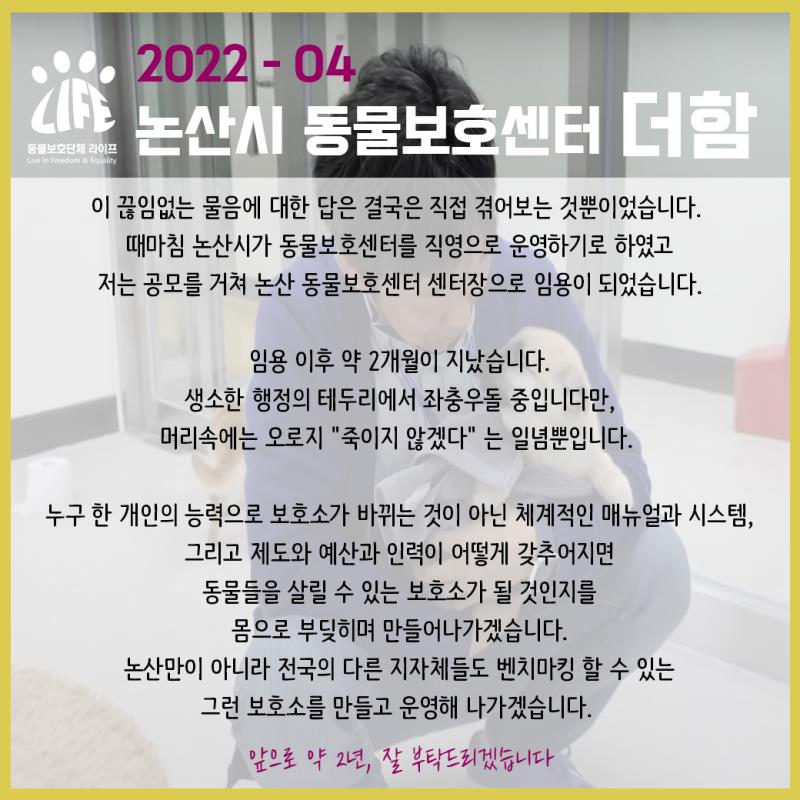 2022 - 04
LIFE
동물보호단체 라이프
Live In Freedom & Equality
논산시 동물보호센터 더함
이 끊임없는 물음에 대한 답은 결국은 직접 겪어보는 것뿐이었습니다.
때마침 논산시가 동물보호센터를 직영으로 운영하기로 하였고
저는 공모를 거쳐 논산 동물보호센터 센터장으로 임용이 되었습니다.
임용 이후 약 2개월이 지났습니다.
생소한 행정의 테두리에서 좌충우돌 중입니다만,
머리속에는 오로지 "죽이지 않겠다" 는 일념뿐입니다.
누구 한 개인의 능력으로 보호소가 바뀌는 것이 아닌 체계적인 매뉴얼과 시스템,
그리고 제도와 예산과 인력이 어떻게 갖추어지면
동물들을 살릴 수 있는 보호소가 될 것인지를
몸으로 부딪히며 만들어나가겠습니다.
논산만이 아니라 전국의 다른 지자체들도 벤치마킹 할 수 있는
그런 보호소를 만들고 운영해 나가겠습니다.
앞으로 약 2년, 잘 부탁드리겠습니다